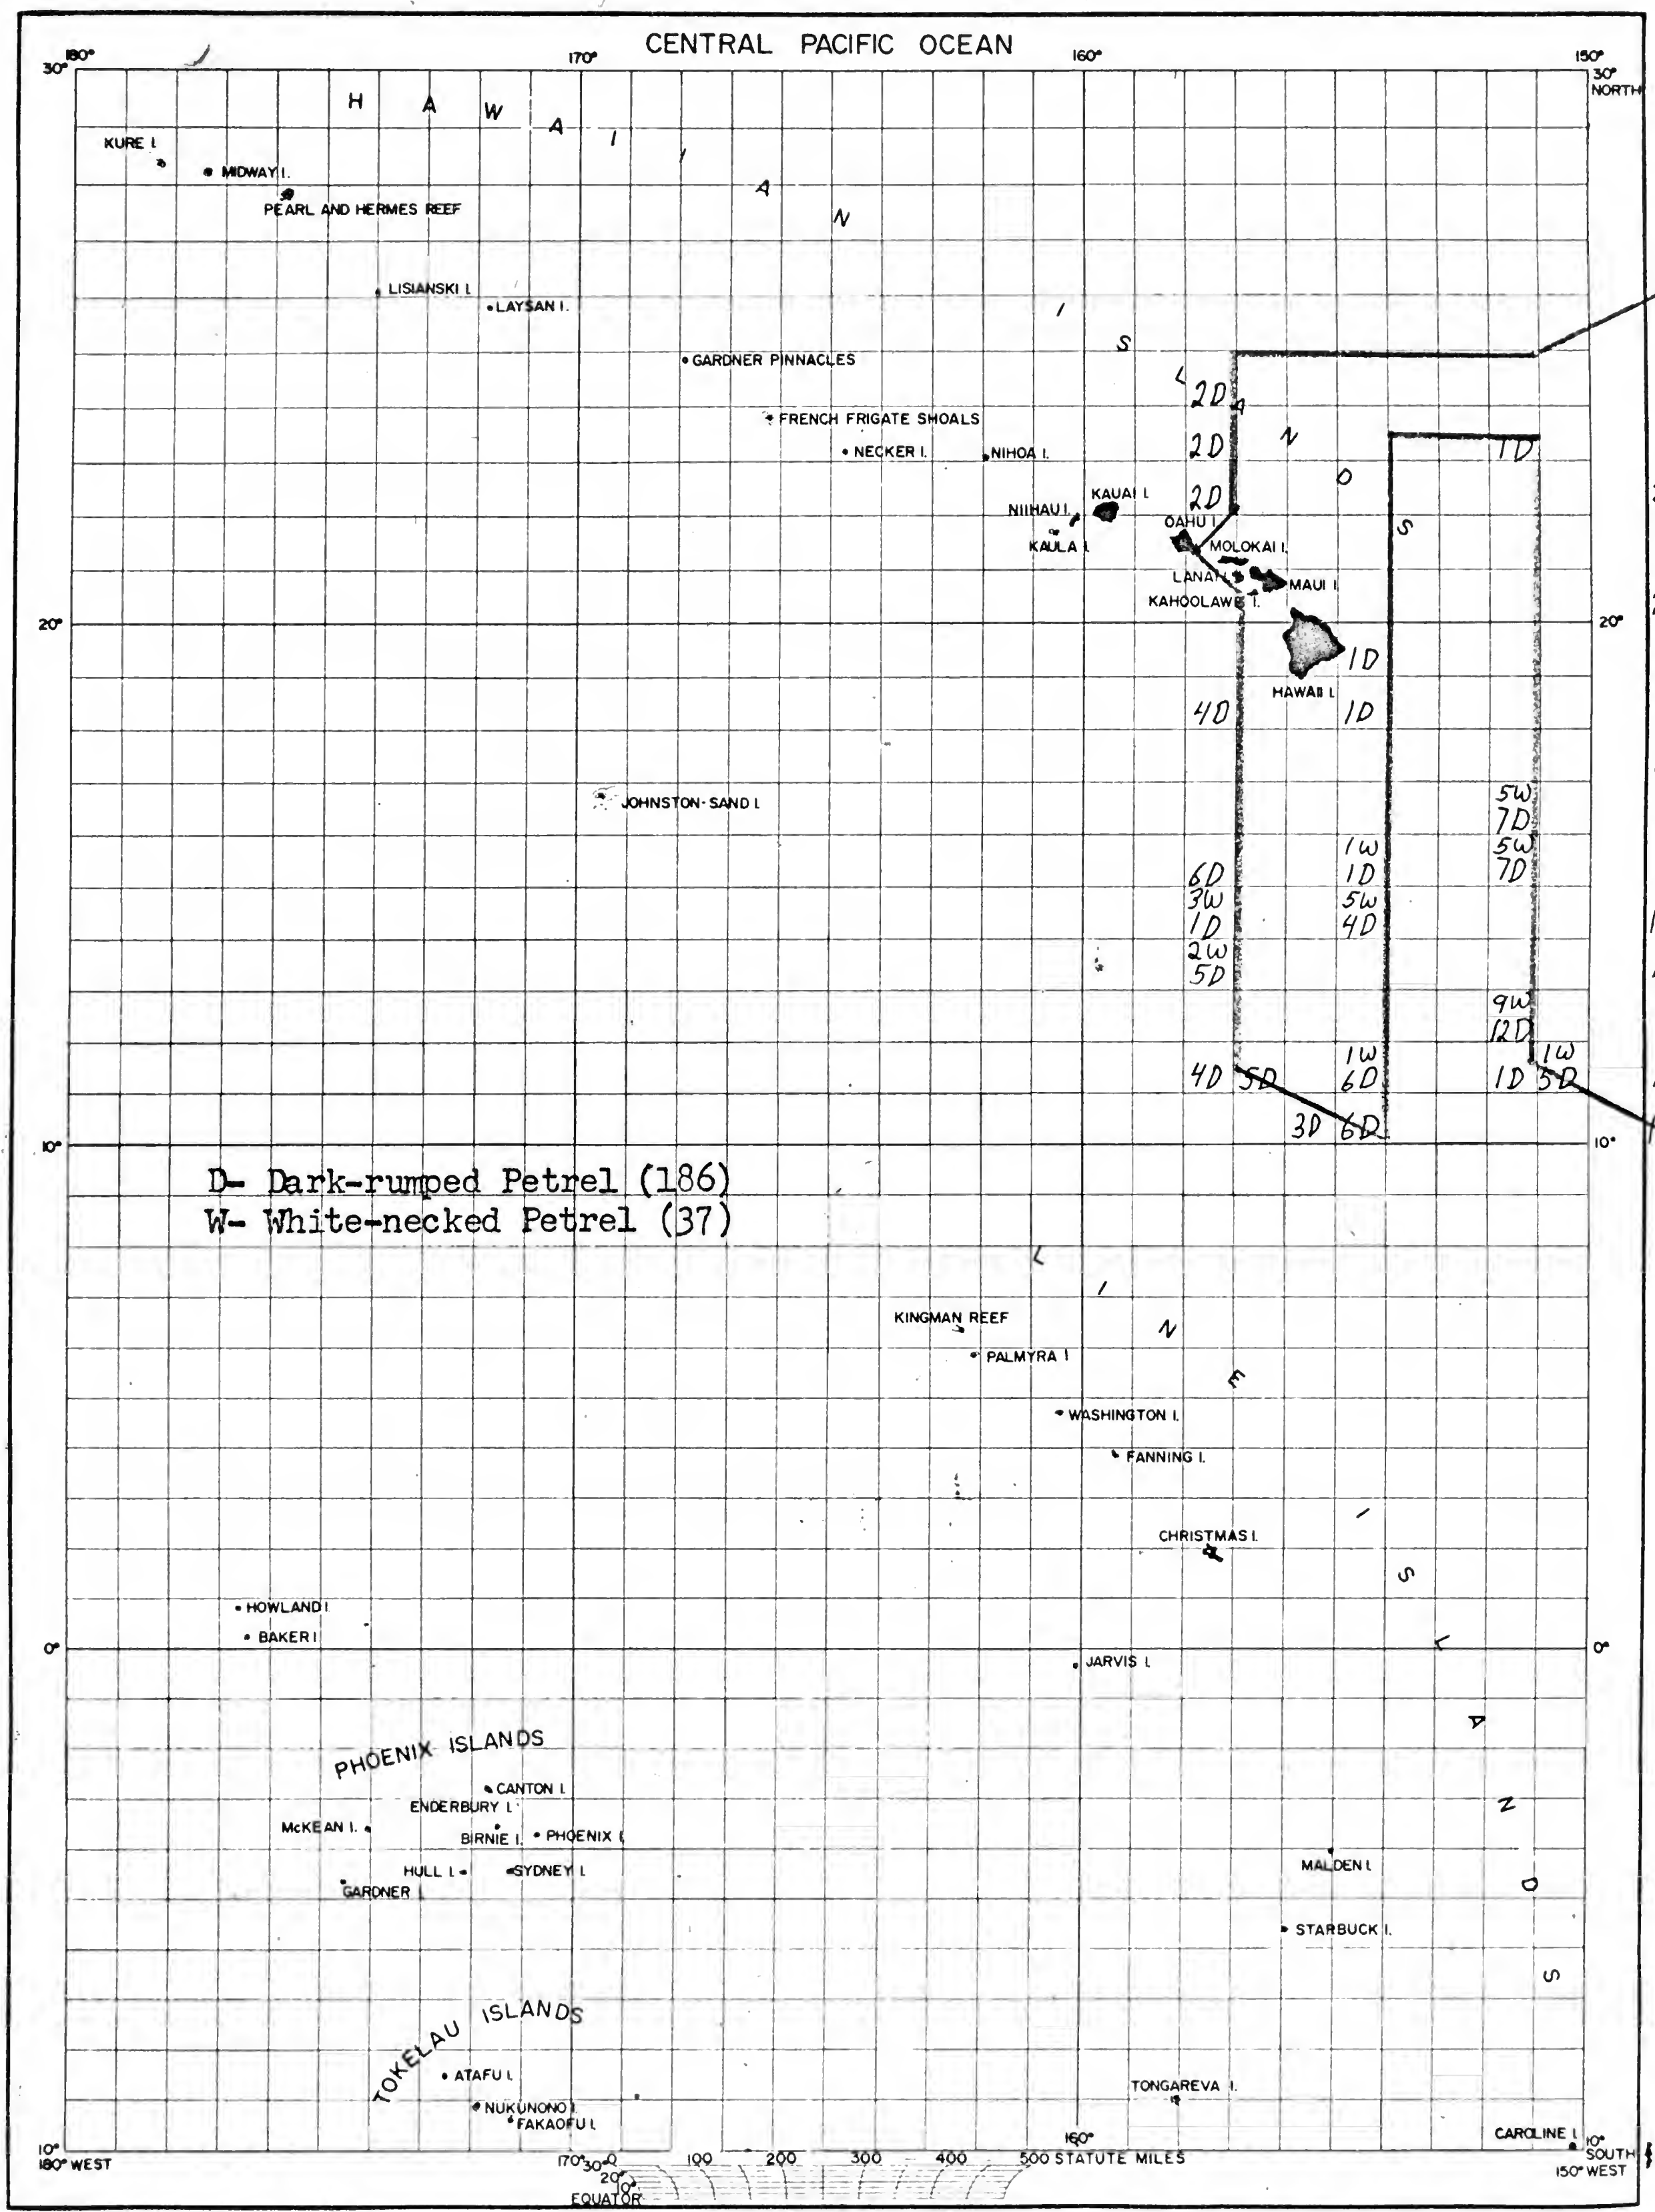 CENTRAL PACIFIC OCEAN
180° 170° 160° 150°
30° 30°
NORTH
H A W A I I A N
KURE I.
MIDWAY I.
PEARL AND HERMES REEF
LISIANSKI I.
LAYSAN I.
I S L A N D S
GARDNER PINNACLES
2D
FRENCH FRIGATE SHOALS
NECKER I.
NIHOA I.
2D
1D
KAUAI I.
2D
NIIHAU I.
OAHU I.
KAULA I.
MOLOKAI I.
LANAI I.
MAUI I.
KAHOOLAWE I.
20° 20°
1D
HAWAII I.
4D 1D
JOHNSTON-SAND I.
5W
7D
1W 5W
6D 1D 7D
3W 5W
1D 4D
2W
5D
9W
12D
1W 1W
4D 5D 6D 1D 5D
3D 6D
10° 10°
D- Dark-rumped Petrel (186)
W- White-necked Petrel (37)
L I N E I S L A N D S
KINGMAN REEF
PALMYRA I.
WASHINGTON I.
FANNING I.
CHRISTMAS I.
HOWLAND I.
BAKER I.
0° 0°
JARVIS I.
PHOENIX ISLANDS
CANTON I.
ENDERBURY I.
McKEAN I.
BIRNIE I.
PHOENIX I.
HULL I.
SYDNEY I.
GARDNER I.
MALDEN I.
STARBUCK I.
TOKELAU ISLANDS
ATAFU I.
NUKUNONO I.
FAKAOFU I.
TONGAREVA I.
CAROLINE I.
10° 160° 10°
SOUTH
180° WEST 170° 150° WEST
30° 0 100 200 300 400 500 STATUTE MILES
20°
10°
EQUATOR